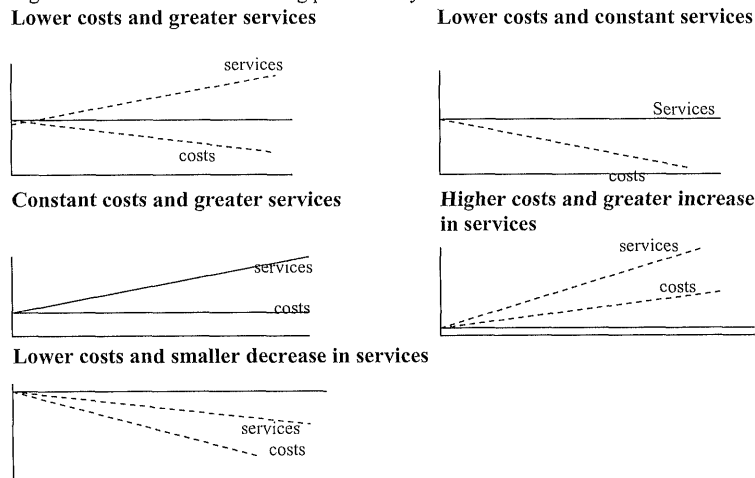 Lower costs and greater services
Lower costs and constant services
services
costs
Services
costs
Constant costs and greater services
Higher costs and greater increase
in services
services
costs
services
costs
Lower costs and smaller decrease in services
services
costs